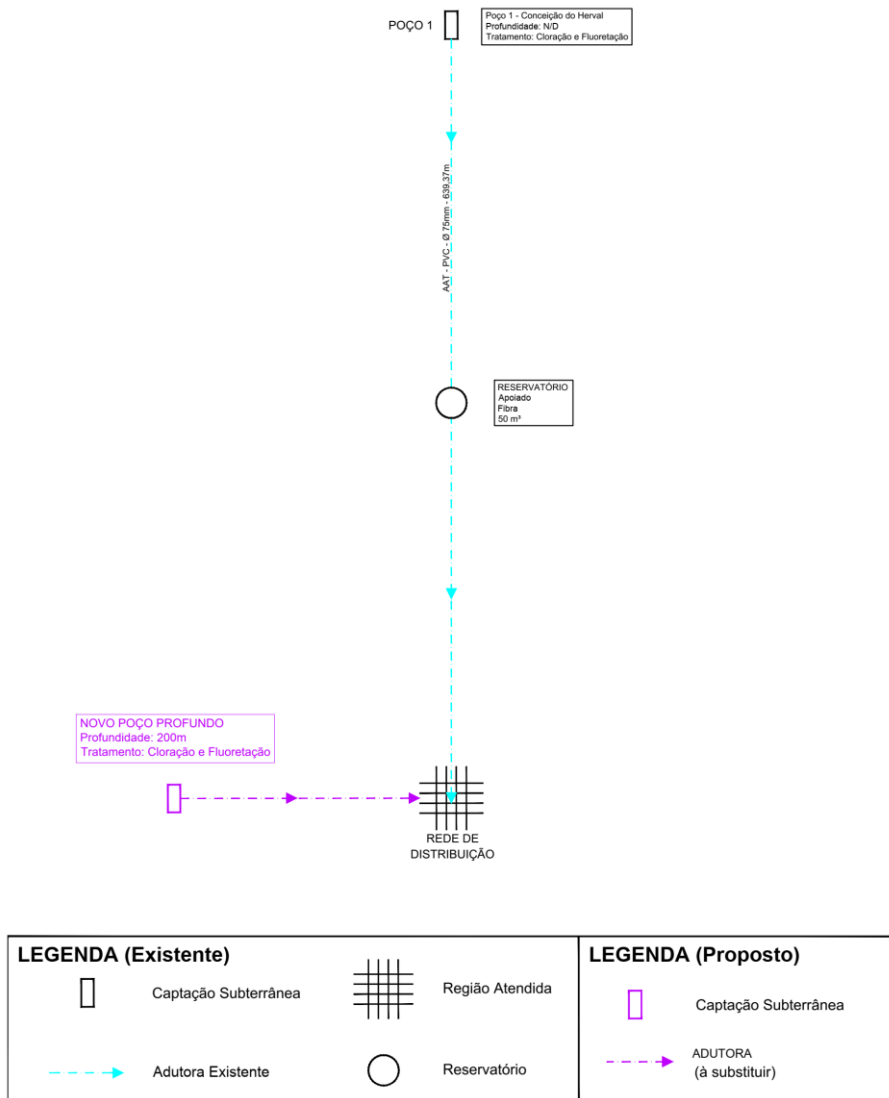 POÇO 1
Poço 1 - Conceição do Herval
Profundidade: N/D
Tratamento: Cloração e Fluoretação
AAT - PVC - Ø 75mm - 639,37m
RESERVATÓRIO
Apoiado
Fibra
50 m³
NOVO POÇO PROFUNDO
Profundidade: 200m
Tratamento: Cloração e Fluoretação
REDE DE
DISTRIBUIÇÃO
LEGENDA (Existente)
Captação Subterrânea
Região Atendida
Adutora Existente
Reservatório
LEGENDA (Proposto)
Captação Subterrânea
ADUTORA
(à substituir)